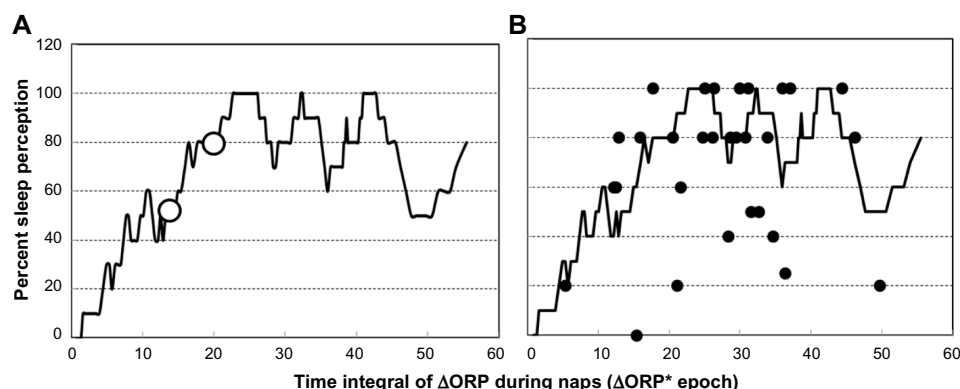 A
B
120
100
80
60
40
20
0
Percent sleep perception
0 10 20 30 40 50 60
0 10 20 30 40 50 60
Time integral of ΔORP during naps (ΔORP* epoch)